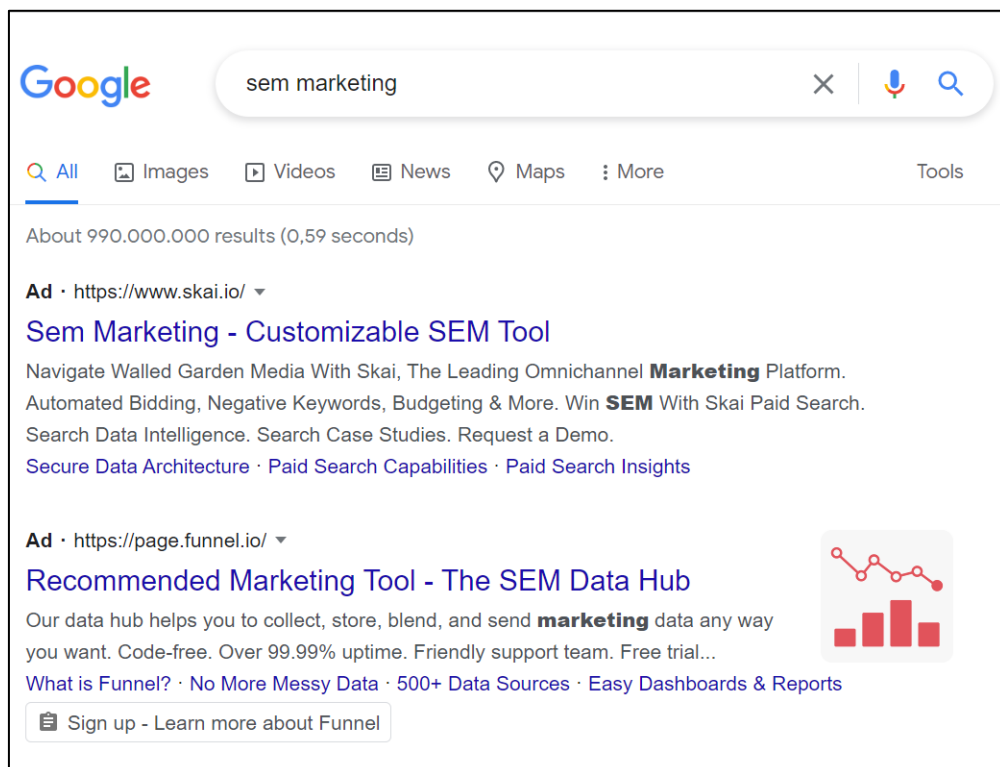 Google
sem marketing
All Images Videos News Maps More Tools
About 990.000.000 results (0,59 seconds)
Ad · https://www.skai.io/
Sem Marketing - Customizable SEM Tool
Navigate Walled Garden Media With Skai, The Leading Omnichannel Marketing Platform.
Automated Bidding, Negative Keywords, Budgeting & More. Win SEM With Skai Paid Search.
Search Data Intelligence. Search Case Studies. Request a Demo.
Secure Data Architecture · Paid Search Capabilities · Paid Search Insights
Ad · https://page.funnel.io/
Recommended Marketing Tool - The SEM Data Hub
Our data hub helps you to collect, store, blend, and send marketing data any way
you want. Code-free. Over 99.99% uptime. Friendly support team. Free trial...
What is Funnel? · No More Messy Data · 500+ Data Sources · Easy Dashboards & Reports
Sign up - Learn more about Funnel